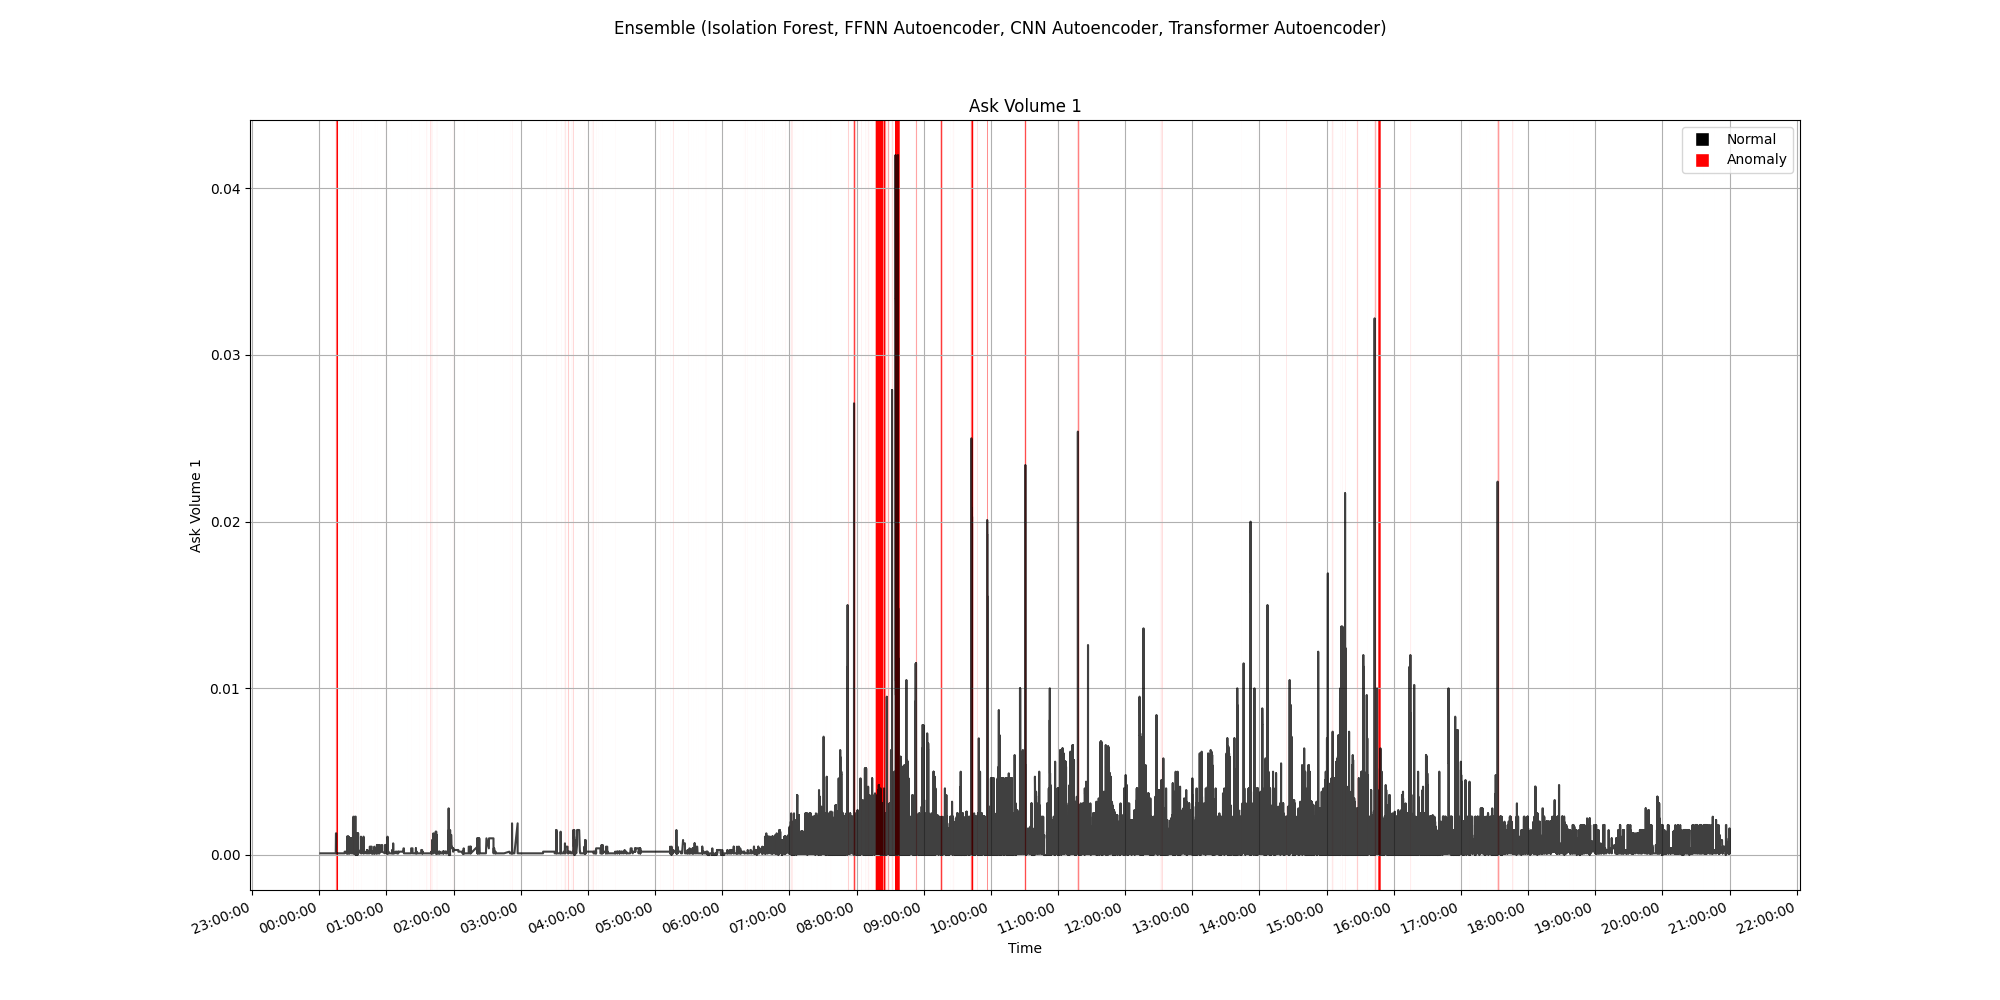 Ensemble (Isolation Forest, FFNN Autoencoder, CNN Autoencoder, Transformer Autoencoder)
Ask Volume 1
Normal
Anomaly
0.04
0.03
0.02
0.01
0.00
Ask Volume 1
23:00:00 00:00:00 01:00:00 02:00:00 03:00:00 04:00:00 05:00:00 06:00:00 07:00:00 08:00:00 09:00:00 10:00:00 11:00:00 12:00:00 13:00:00 14:00:00 15:00:00 16:00:00 17:00:00 18:00:00 19:00:00 20:00:00 21:00:00 22:00:00
Time